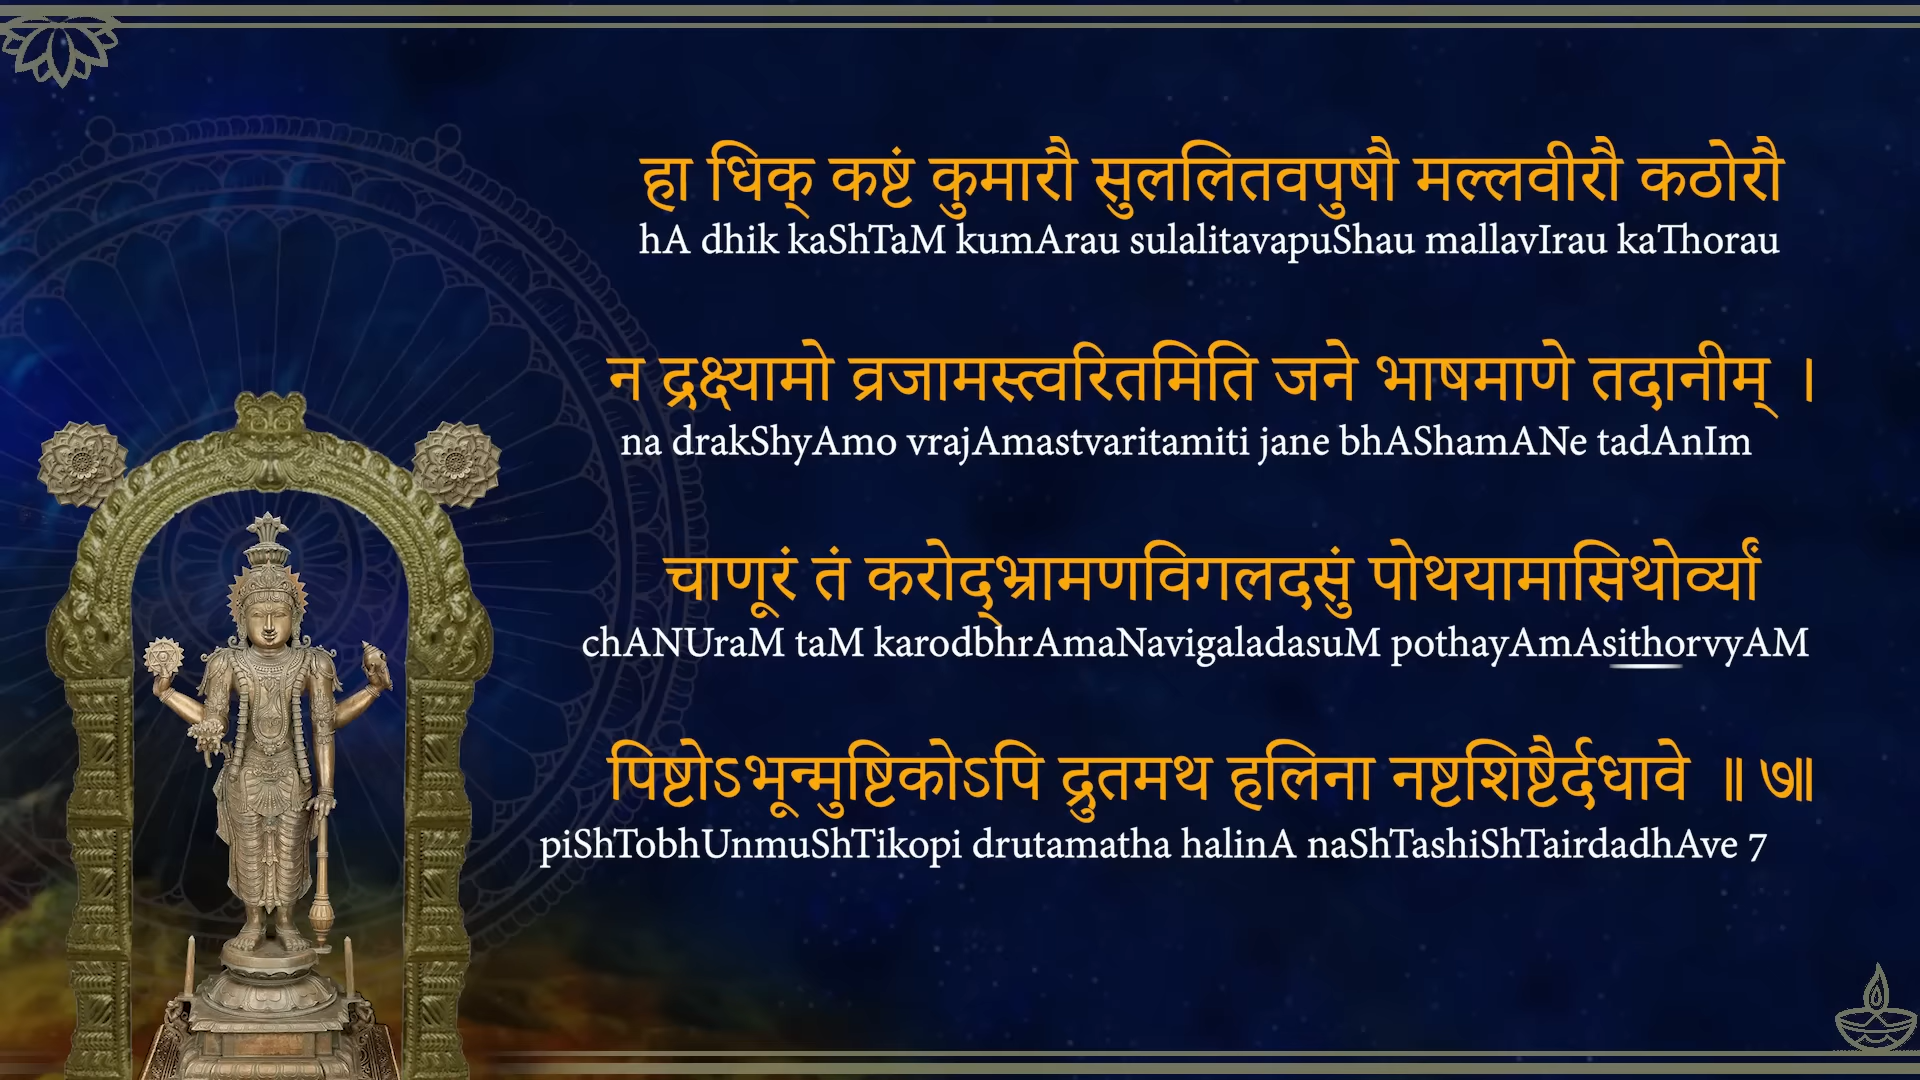 हा धिक् कष्टं कुमारौ सुललितवपुषौ मल्लवीरौ कठोरौ
hA dhik kaShTaM kumArau sulalitavapuShau mallavIrau kaThorau
न द्रक्ष्यामो व्रजामस्त्वरितमिति जने भाषमाणे तदानीम् ।
na drakShyAmo vrajAmastvaritamiti jane bhAShamANe tadAnIm
चाणूरं तं करोद्भ्रामणविगलदसुं पोथयामासिथोर्व्यां
chANUraM taM karodbhrAmaNavigaladasuM pothayAmAsithorvyAM
पिष्टोऽभून्मुष्टिकोऽपि द्रुतमथ हलिना नष्टशिष्टैर्दधावे ॥ ७॥
piShTobhUnmuShTikopi drutamatha halinA naShTashiShTairdadhAve 7